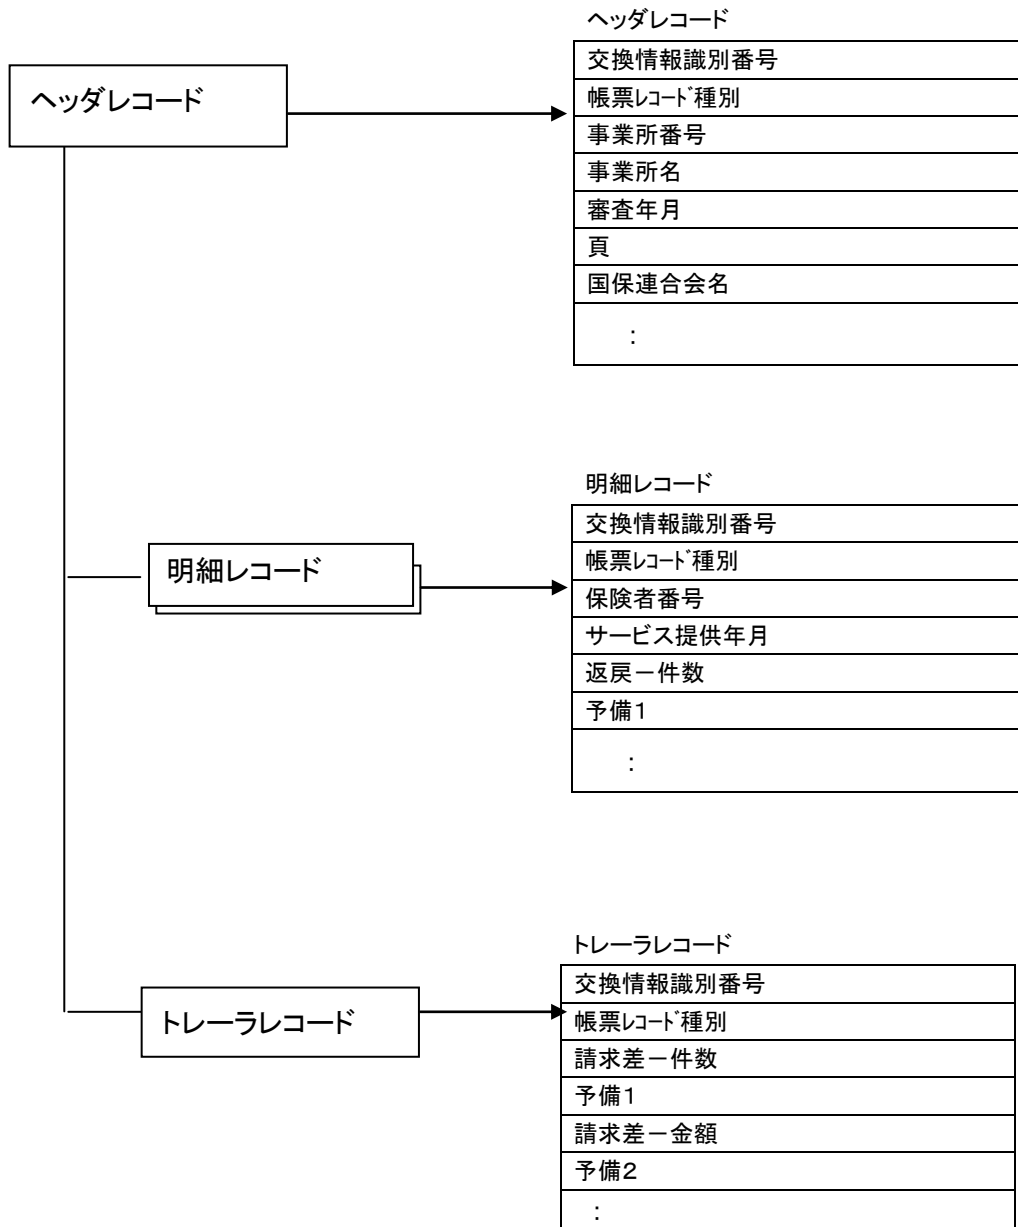 ヘッダレコード
ヘッダレコード
交換情報識別番号
帳票ﾚｺｰﾄﾞ種別
事業所番号
事業所名
審査年月
頁
国保連合会名
:
明細レコード
明細レコード
交換情報識別番号
帳票ﾚｺｰﾄﾞ種別
保険者番号
サービス提供年月
返戻－件数
予備1
:
トレーラレコード
トレーラレコード
交換情報識別番号
帳票ﾚｺｰﾄﾞ種別
請求差－件数
予備1
請求差－金額
予備2
: